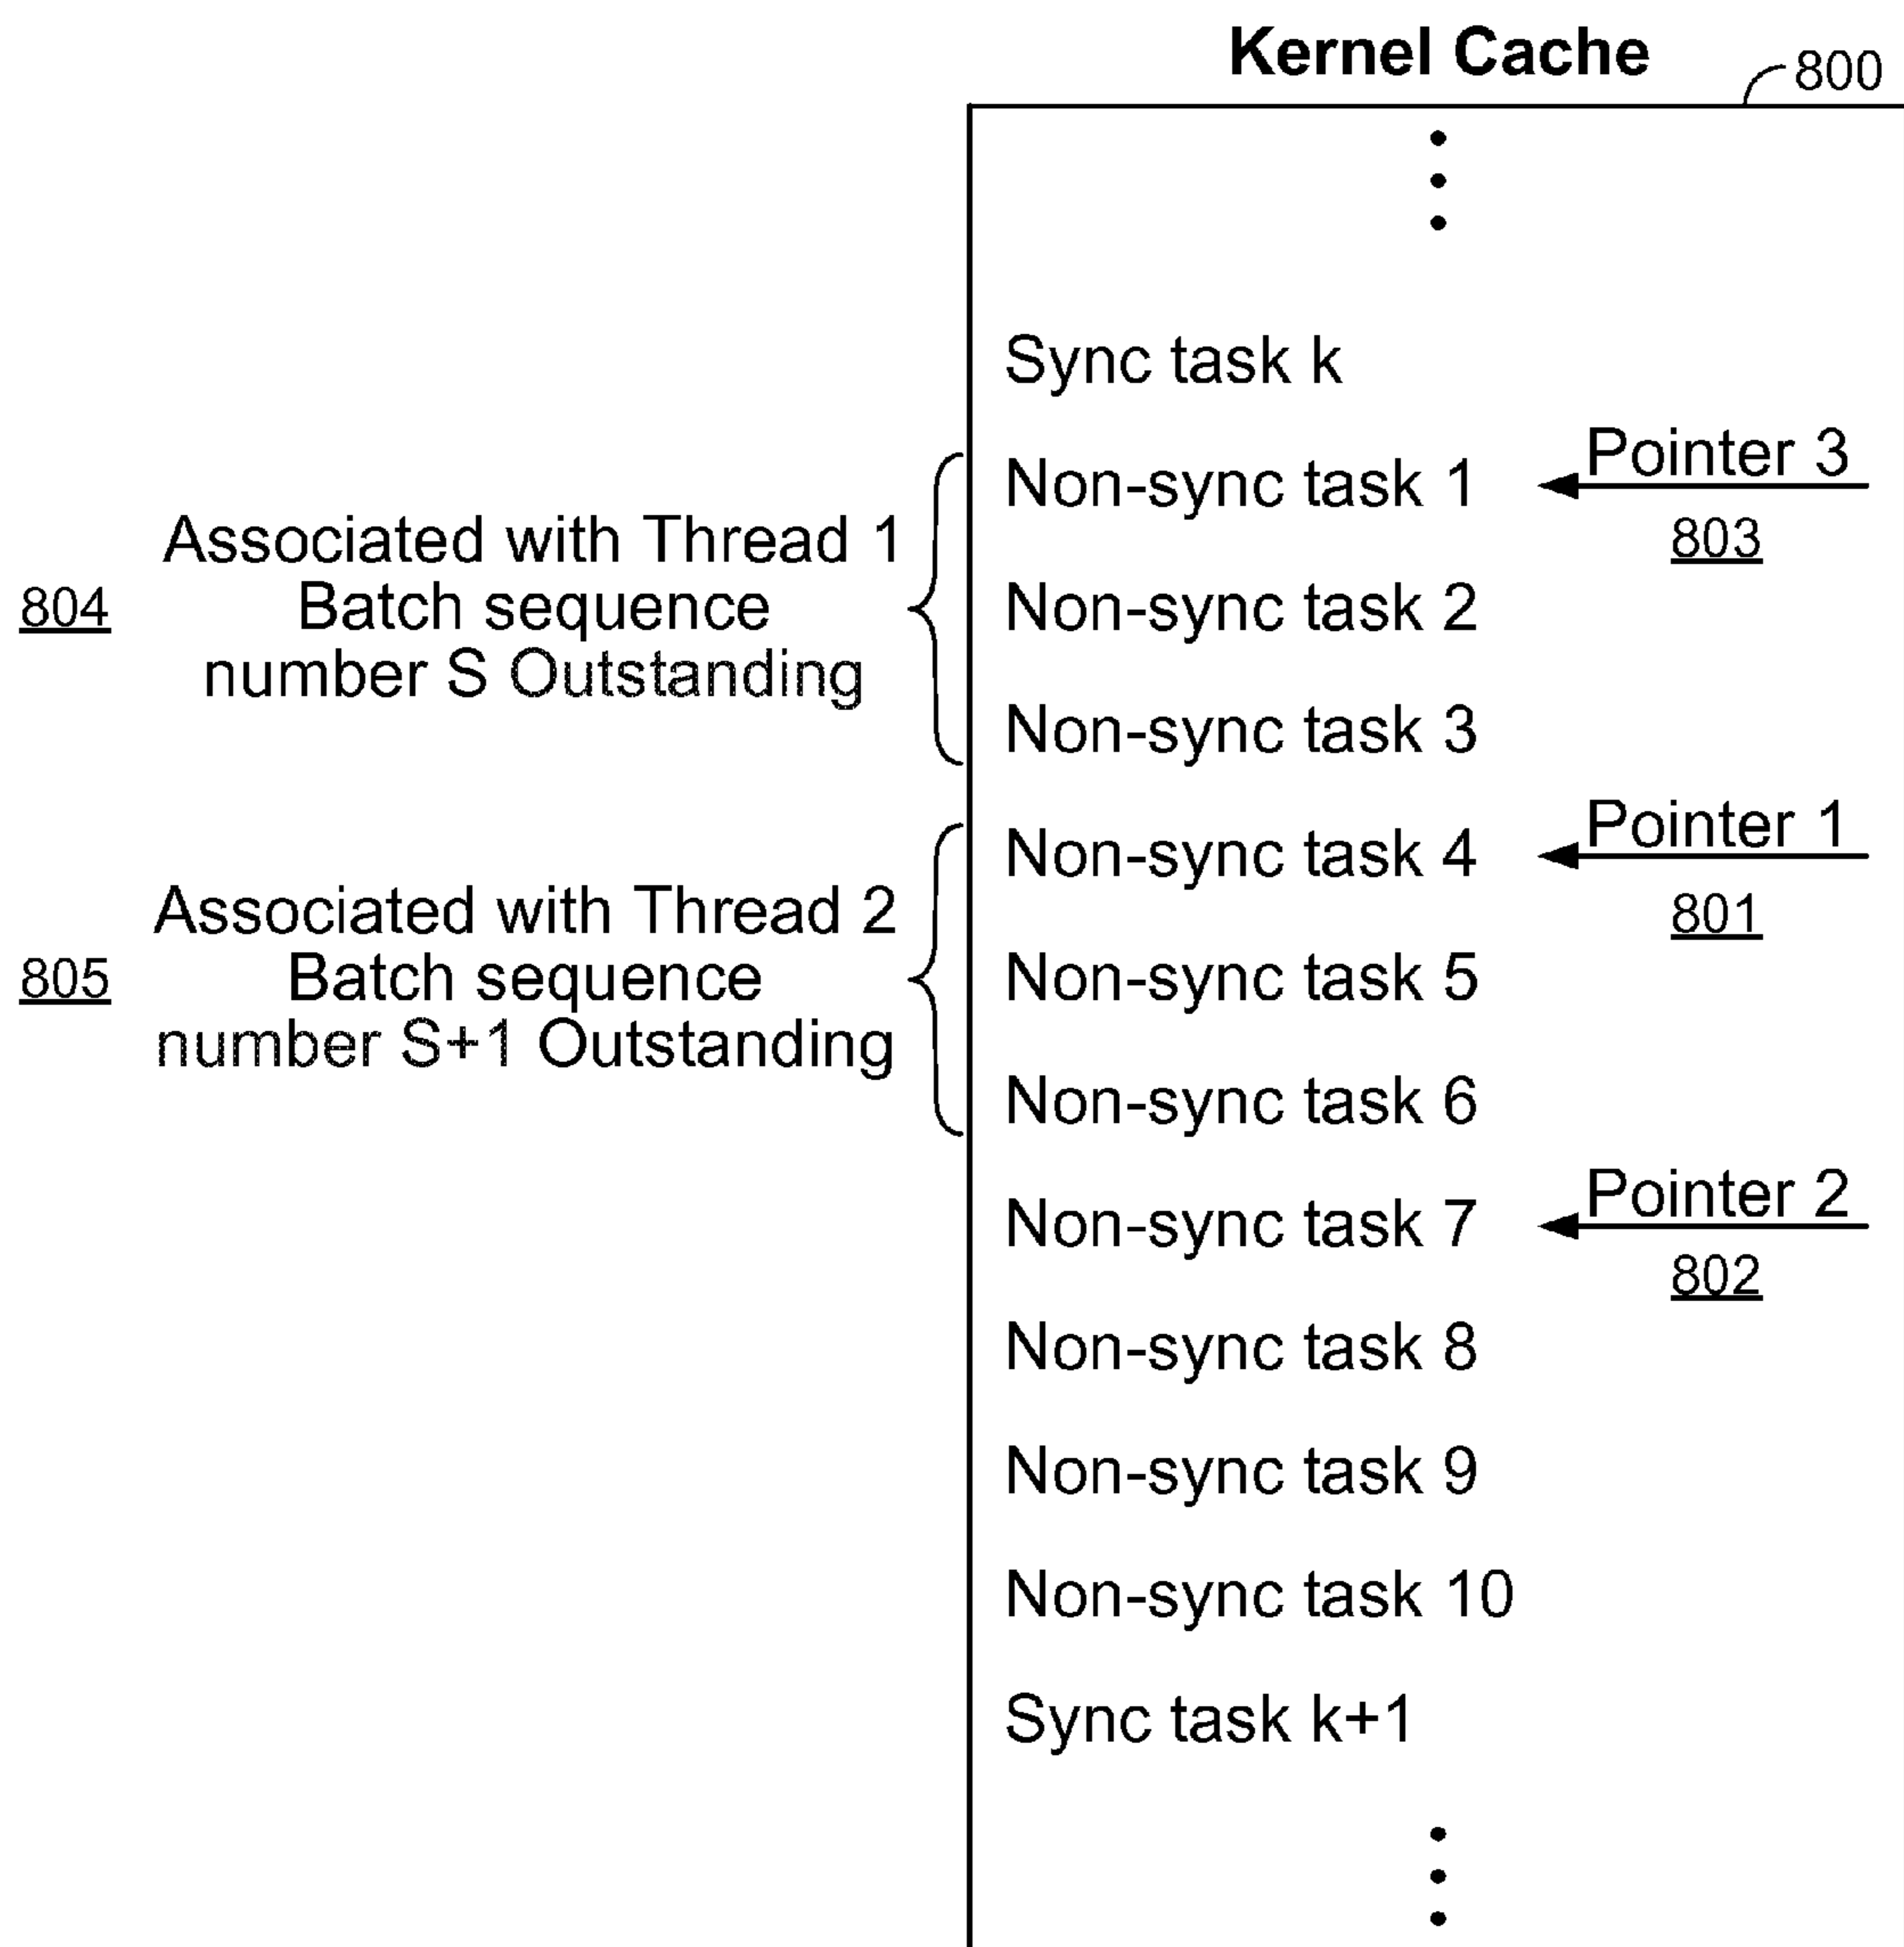 Kernel Cache
800
Sync task k
Non-sync task 1
Pointer 3
803
Associated with Thread 1
Batch sequence
number S Outstanding
804
Non-sync task 2
Non-sync task 3
Non-sync task 4
Pointer 1
801
Associated with Thread 2
Batch sequence
number S+1 Outstanding
805
Non-sync task 5
Non-sync task 6
Non-sync task 7
Pointer 2
802
Non-sync task 8
Non-sync task 9
Non-sync task 10
Sync task k+1